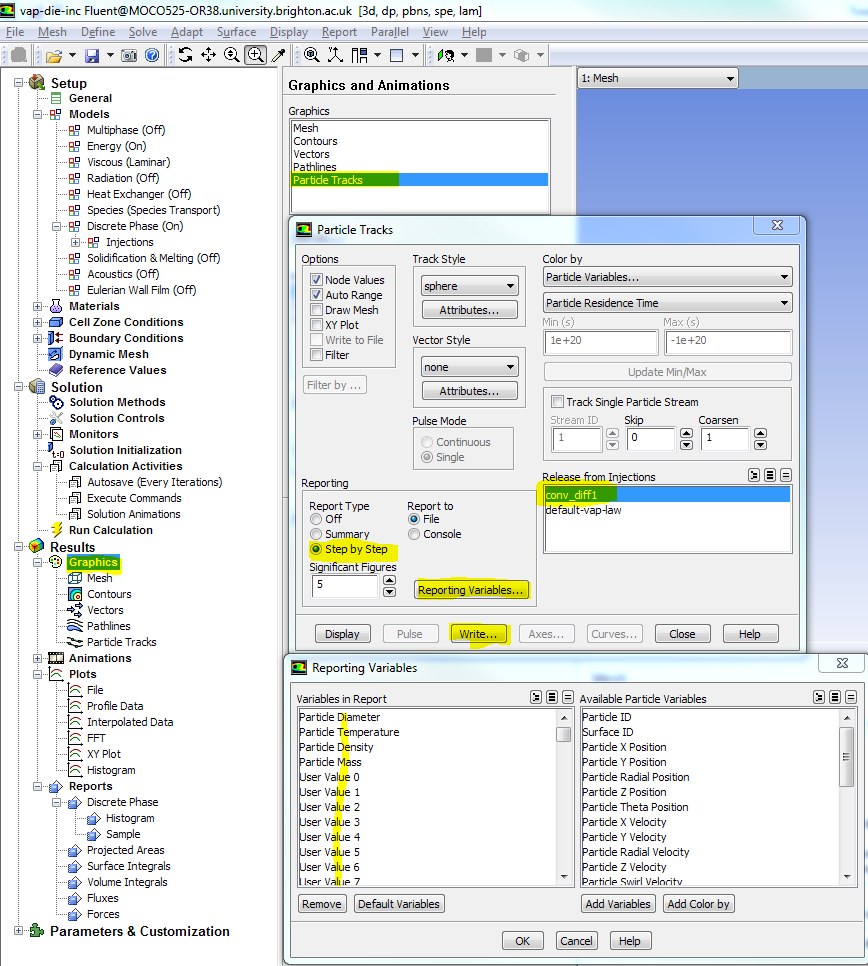 vap-die-inc Fluent@MOCO525-OR38.university.brighton.ac.uk [3d, dp, pbns, spe, lam]
File Mesh Define Solve Adapt Surface Display Report Parallel View Help
Setup
General
Models
Multiphase (Off)
Energy (On)
Viscous (Laminar)
Radiation (Off)
Heat Exchanger (Off)
Species (Species Transport)
Discrete Phase (On)
Injections
Solidification & Melting (Off)
Acoustics (Off)
Eulerian Wall Film (Off)
Materials
Cell Zone Conditions
Boundary Conditions
Dynamic Mesh
Reference Values
Solution
Solution Methods
Solution Controls
Monitors
Solution Initialization
Calculation Activities
Autosave (Every Iterations)
Execute Commands
Solution Animations
Run Calculation
Results
Graphics
Mesh
Contours
Vectors
Pathlines
Particle Tracks
Animations
Plots
File
Profile Data
Interpolated Data
FFT
XY Plot
Histogram
Reports
Discrete Phase
Histogram
Sample
Projected Areas
Surface Integrals
Volume Integrals
Fluxes
Forces
Parameters & Customization
Graphics and Animations
Graphics
Mesh
Contours
Vectors
Pathlines
Particle Tracks
1: Mesh
Particle Tracks
Options
Node Values
Auto Range
Draw Mesh
XY Plot
Write to File
Filter
Filter by ...
Track Style
sphere
Attributes...
Vector Style
none
Attributes...
Pulse Mode
Continuous
Single
Color by
Particle Variables...
Particle Residence Time
Min (s) Max (s)
1e+20 -1e+20
Update Min/Max
Track Single Particle Stream
Stream ID Skip Coarsen
1 0 1
Reporting
Report Type
Off
Summary
Step by Step
Significant Figures
5
Report to
File
Console
Reporting Variables...
Release from Injections
conv_diff1
default-vap-law
Display Pulse Write... Axes... Curves... Close Help
Reporting Variables
Variables in Report
Particle Diameter
Particle Temperature
Particle Density
Particle Mass
User Value 0
User Value 1
User Value 2
User Value 3
User Value 4
User Value 5
User Value 6
User Value 7
Remove Default Variables
Available Particle Variables
Particle ID
Surface ID
Particle X Position
Particle Y Position
Particle Radial Position
Particle Z Position
Particle Theta Position
Particle X Velocity
Particle Y Velocity
Particle Radial Velocity
Particle Z Velocity
Particle Swirl Velocity
Add Variables Add Color by
OK Cancel Help